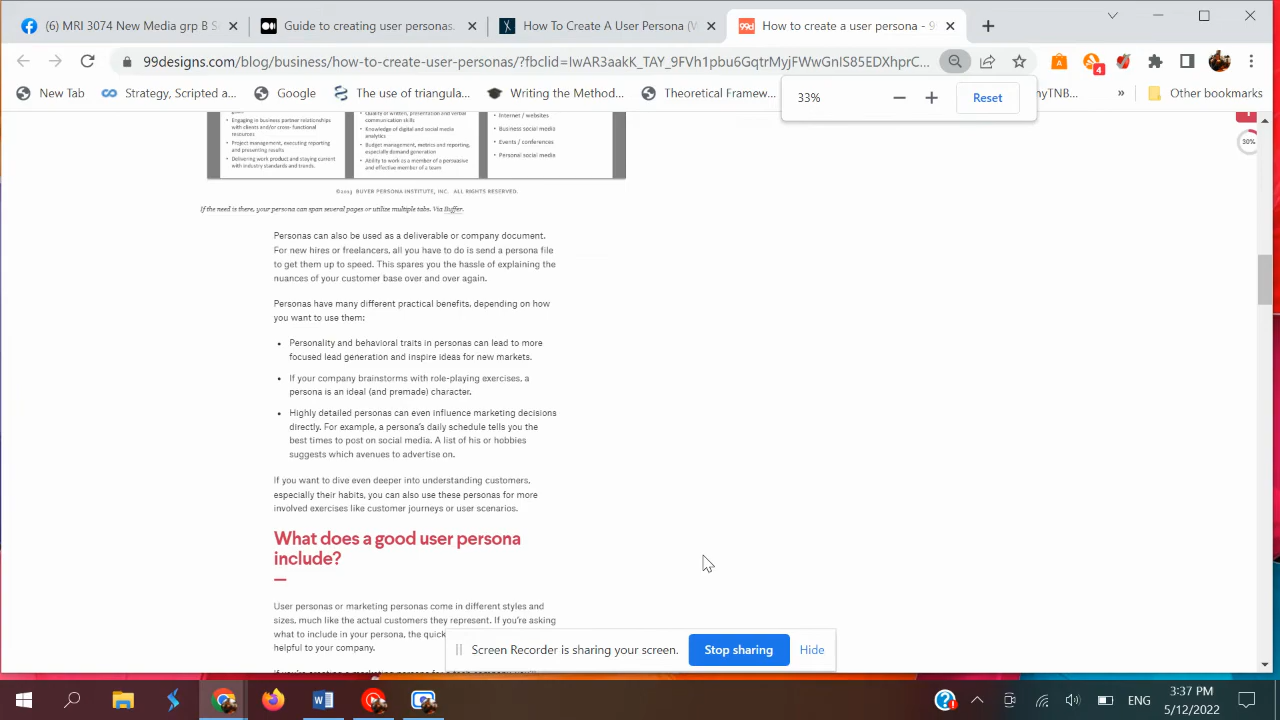 (6) MRI 3074 New Media grp B S
Guide to creating user personas.
How To Create A User Persona (V
99d
How to create a user persona - 9
99designs.com/blog/business/how-to-create-user-personas/?fbclid=IwAR3aakK_TAY_9FVh1pbu6GqtrMyjFWwGnIS85EDXhprC...
4
New Tab
Strategy, Scripted a...
Google
The use of triangula...
Writing the Method...
Theoretical Framew...
myTNB...
»
Other bookmarks
33%
Reset
30%
Engaging in business partner relationships
with clients and/or cross-functional
resources
Project management, executing reporting
and presenting results
Delivering work product and staying current
with industry standards and trends.
Quality of written, presentation and verbal
communication skills
Knowledge of digital and social media
analytics
Budget management, metrics and reporting,
especially demand generation
Ability to work as a member of a persuasive
and effective member of a team
Internet / websites
Business social media
Events / conferences
Personal social media
BUYER PERSONA INSTITUTE, INC. ALL RIGHTS RESERVED.
If the need is there, your persona can span several pages or utilize multiple tabs. Via Buffer.
Personas can also be used as a deliverable or company document.
For new hires or freelancers, all you have to do is send a persona file
to get them up to speed. This spares you the hassle of explaining the
nuances of your customer base over and over again.
Personas have many different practical benefits, depending on how
you want to use them:
• Personality and behavioral traits in personas can lead to more
focused lead generation and inspire ideas for new markets.
• If your company brainstorms with role-playing exercises, a
persona is an ideal (and premade) character.
• Highly detailed personas can even influence marketing decisions
directly. For example, a persona's daily schedule tells you the
best times to post on social media. A list of his or hobbies
suggests which avenues to advertise on.
If you want to dive even deeper into understanding customers,
especially their habits, you can also use these personas for more
involved exercises like customer journeys or user scenarios.
What does a good user persona
include?
User personas or marketing personas come in different styles and
sizes, much like the actual customers they represent. If you're asking
what to include in your persona, the quick
helpful to your company.
Screen Recorder is sharing your screen.
Stop sharing
Hide
ENG
3:37 PM
5/12/2022